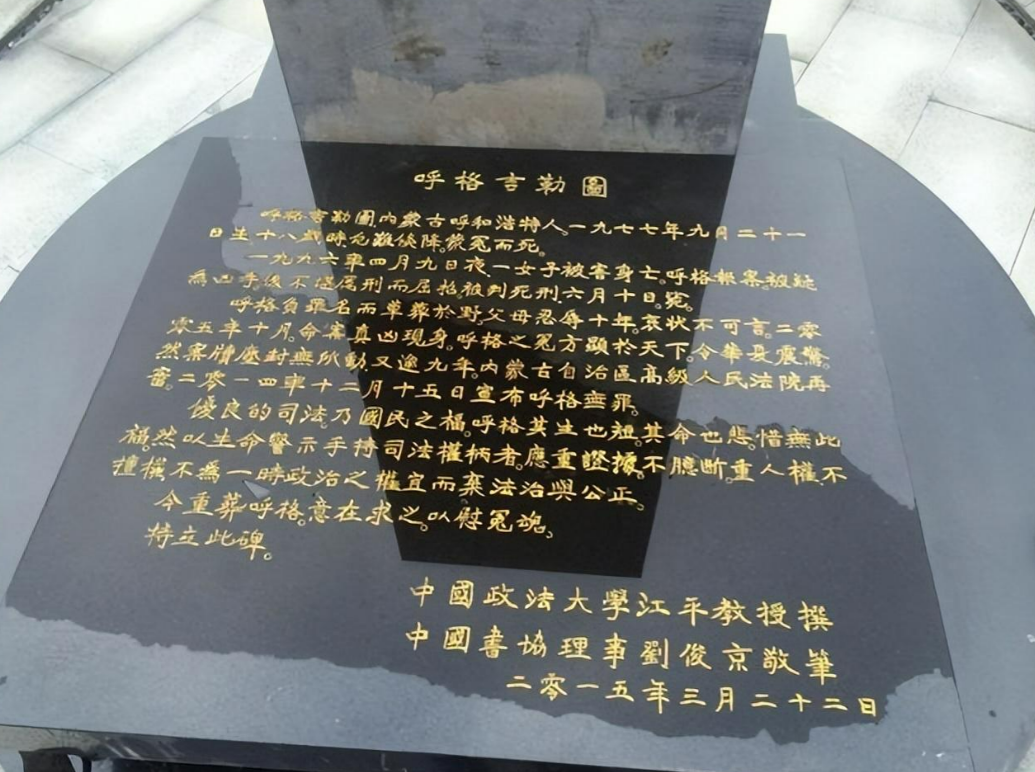 呼格吉勒圖
呼格吉勒圖,内蒙古呼和浩特人。一九七七年九月二十一
日生。十八歲時,危難倏降,蒙冤而死。
一九九六年四月九日夜,一女子被害身亡。呼格報案,被疑
為凶手,後不堪厲刑而屈招,被判死刑,六月十日。冤。
呼格負罪名而草葬於野,父母忍辱十年。哀状不可言。二零
零五年十月。命案真凶現身。呼格之冤方顯於天下。令華夏震驚。
然案牘塵封無所動。又逾九年。内蒙古自治區高級人民法院再
審。二零一四年十二月十五日宣布呼格無罪。
優良的司法。乃國民之福。呼格其生也短。其命也悲。惜無此
福。然以生命警示手持司法權柄者。應重證據。不臆断。重人權。不
擅權。不為一時政治之權宜而棄法治與公正。
今重葬呼格。意在求之。以慰冤魂、
特立此碑。
中國政法大學江平教授撰
中國書協理事劉俊京敬筆
二零一五年三月二十二日